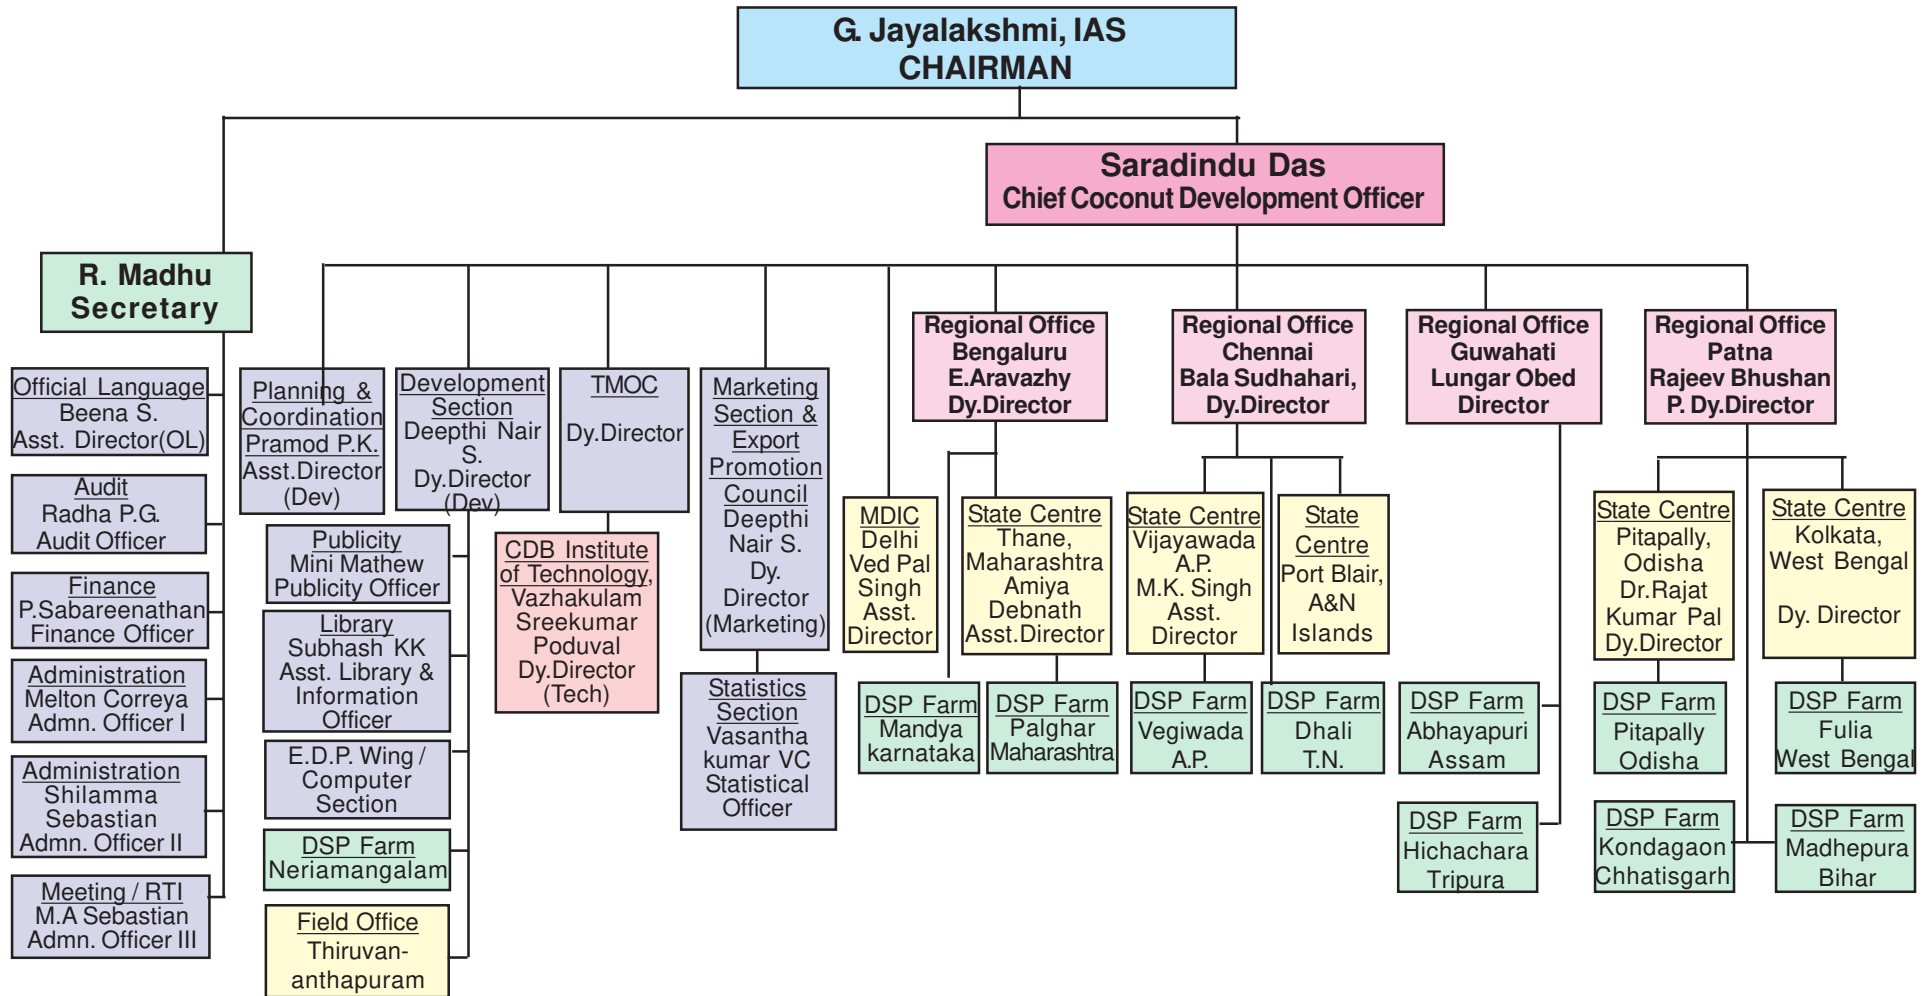 G. Jayalakshmi, IAS
CHAIRMAN
Saradindu Das
Chief Coconut Development Officer
R. Madhu
Secretary
Official Language
Beena S.
Asst. Director(OL)
Audit
Radha P.G.
Audit Officer
Finance
P.Sabareenathan
Finance Officer
Administration
Melton Correya
Admn. Officer I
Administration
Shilamma
Sebastian
Admn. Officer II
Meeting / RTI
M.A Sebastian
Admn. Officer III
Planning &
Coordination
Pramod P.K.
Asst.Director
(Dev)
Development
Section
Deepthi Nair
S.
Dy.Director
(Dev)
Publicity
Mini Mathew
Publicity Officer
Library
Subhash KK
Asst. Library &
Information
Officer
E.D.P. Wing /
Computer
Section
DSP Farm
Neriamangalam
Field Office
Thiruvan-
anthapuram
TMOC
Dy.Director
CDB Institute
of Technology,
Vazhakulam
Sreekumar
Poduval
Dy.Director
(Tech)
Marketing
Section &
Export
Promotion
Council
Deepthi
Nair S.
Dy.
Director
(Marketing)
Statistics
Section
Vasantha
kumar VC
Statistical
Officer
MDIC
Delhi
Ved Pal
Singh
Asst.
Director
Regional Office
Bengaluru
E.Aravazhy
Dy.Director
State Centre
Thane,
Maharashtra
Amiya
Debnath
Asst.Director
DSP Farm
Mandya
karnataka
DSP Farm
Palghar
Maharashtra
Regional Office
Chennai
Bala Sudhahari,
Dy.Director
State Centre
Vijayawada
A.P.
M.K. Singh
Asst.
Director
State
Centre
Port Blair,
A&N
Islands
DSP Farm
Vegiwada
A.P.
DSP Farm
Dhali
T.N.
Regional Office
Guwahati
Lungar Obed
Director
DSP Farm
Abhayapuri
Assam
DSP Farm
Hichachara
Tripura
Regional Office
Patna
Rajeev Bhushan
P. Dy.Director
State Centre
Pitapally,
Odisha
Dr.Rajat
Kumar Pal
Dy.Director
State Centre
Kolkata,
West Bengal
Dy. Director
DSP Farm
Pitapally
Odisha
DSP Farm
Fulia
West Bengal
DSP Farm
Kondagaon
Chhatisgarh
DSP Farm
Madhepura
Bihar